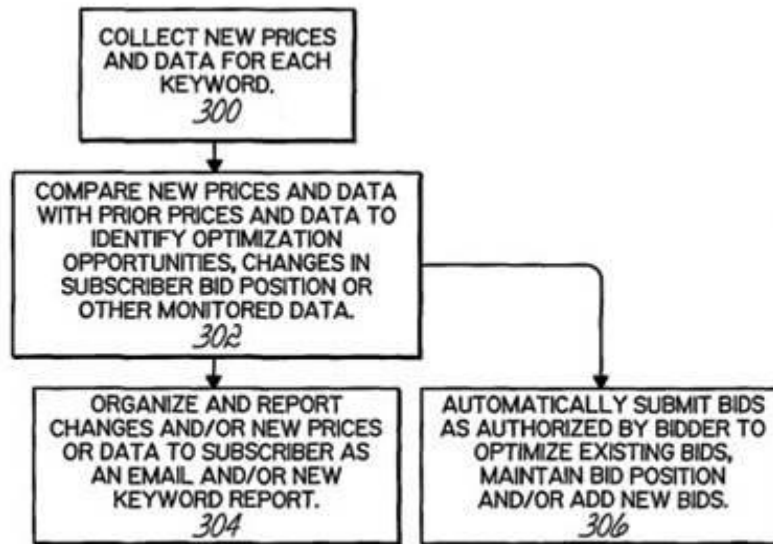 COLLECT NEW PRICES
AND DATA FOR EACH
KEYWORD.
300
COMPARE NEW PRICES AND DATA
WITH PRIOR PRICES AND DATA TO
IDENTIFY OPTIMIZATION
OPPORTUNITIES, CHANGES IN
SUBSCRIBER BID POSITION OR
OTHER MONITORED DATA.
302
ORGANIZE AND REPORT
CHANGES AND/OR NEW PRICES
OR DATA TO SUBSCRIBER AS
AN EMAIL AND/OR NEW
KEYWORD REPORT.
304
AUTOMATICALLY SUBMIT BIDS
AS AUTHORIZED BY BIDDER TO
OPTIMIZE EXISTING BIDS,
MAINTAIN BID POSITION
AND/OR ADD NEW BIDS.
306